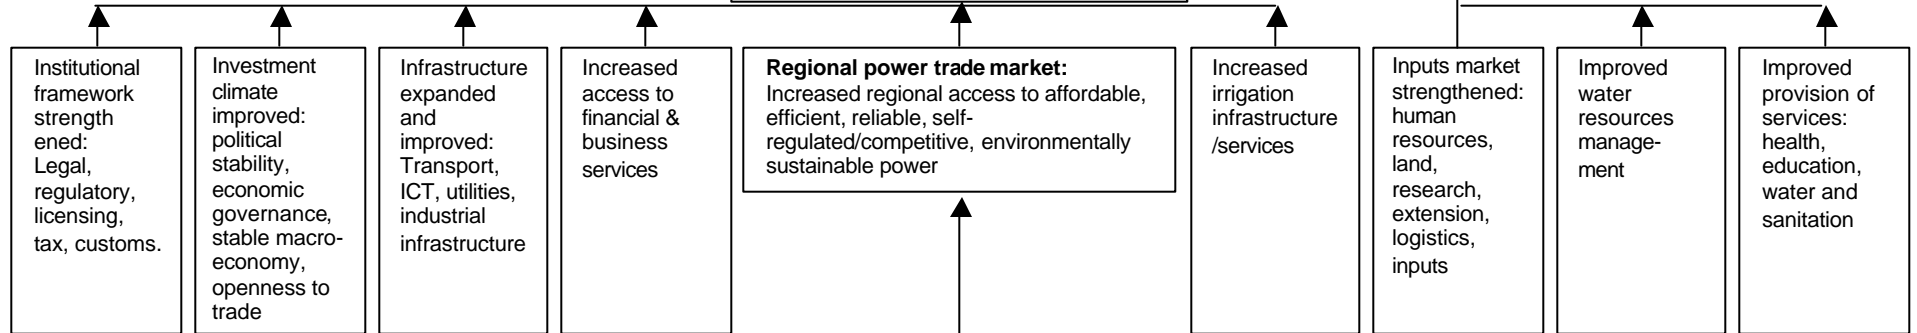 Institutional
framework
strength
ened:
Legal,
regulatory,
licensing,
tax, customs.
Investment
climate
improved:
political
stability,
economic
governance,
stable macro-
economy,
openness to
trade
Infrastructure
expanded
and
improved:
Transport,
ICT, utilities,
industrial
infrastructure
Increased
access to
financial &
business
services
Regional power trade market:
Increased regional access to affordable,
efficient, reliable, self-
regulated/competitive, environmentally
sustainable power
Increased
irrigation
infrastructure
/services
Inputs market
strengthened:
human
resources,
land,
research,
extension,
logistics,
inputs
Improved
water
resources
manage-
ment
Improved
provision of
services:
health,
education,
water and
sanitation